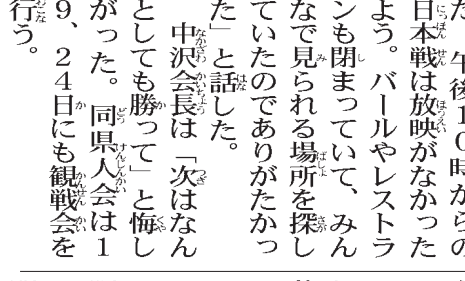 た。午後10時からの
日本戦は放映がなかった
よう。バールやレストラ
ンも閉まっていて、みん
なで見られる場所を探し
ていたのでありがたかっ
た」と話した。
中沢会長は「次はなん
としても勝って」と悔し
がった。同県人会は1
9、24日にも観戦会を
行う。